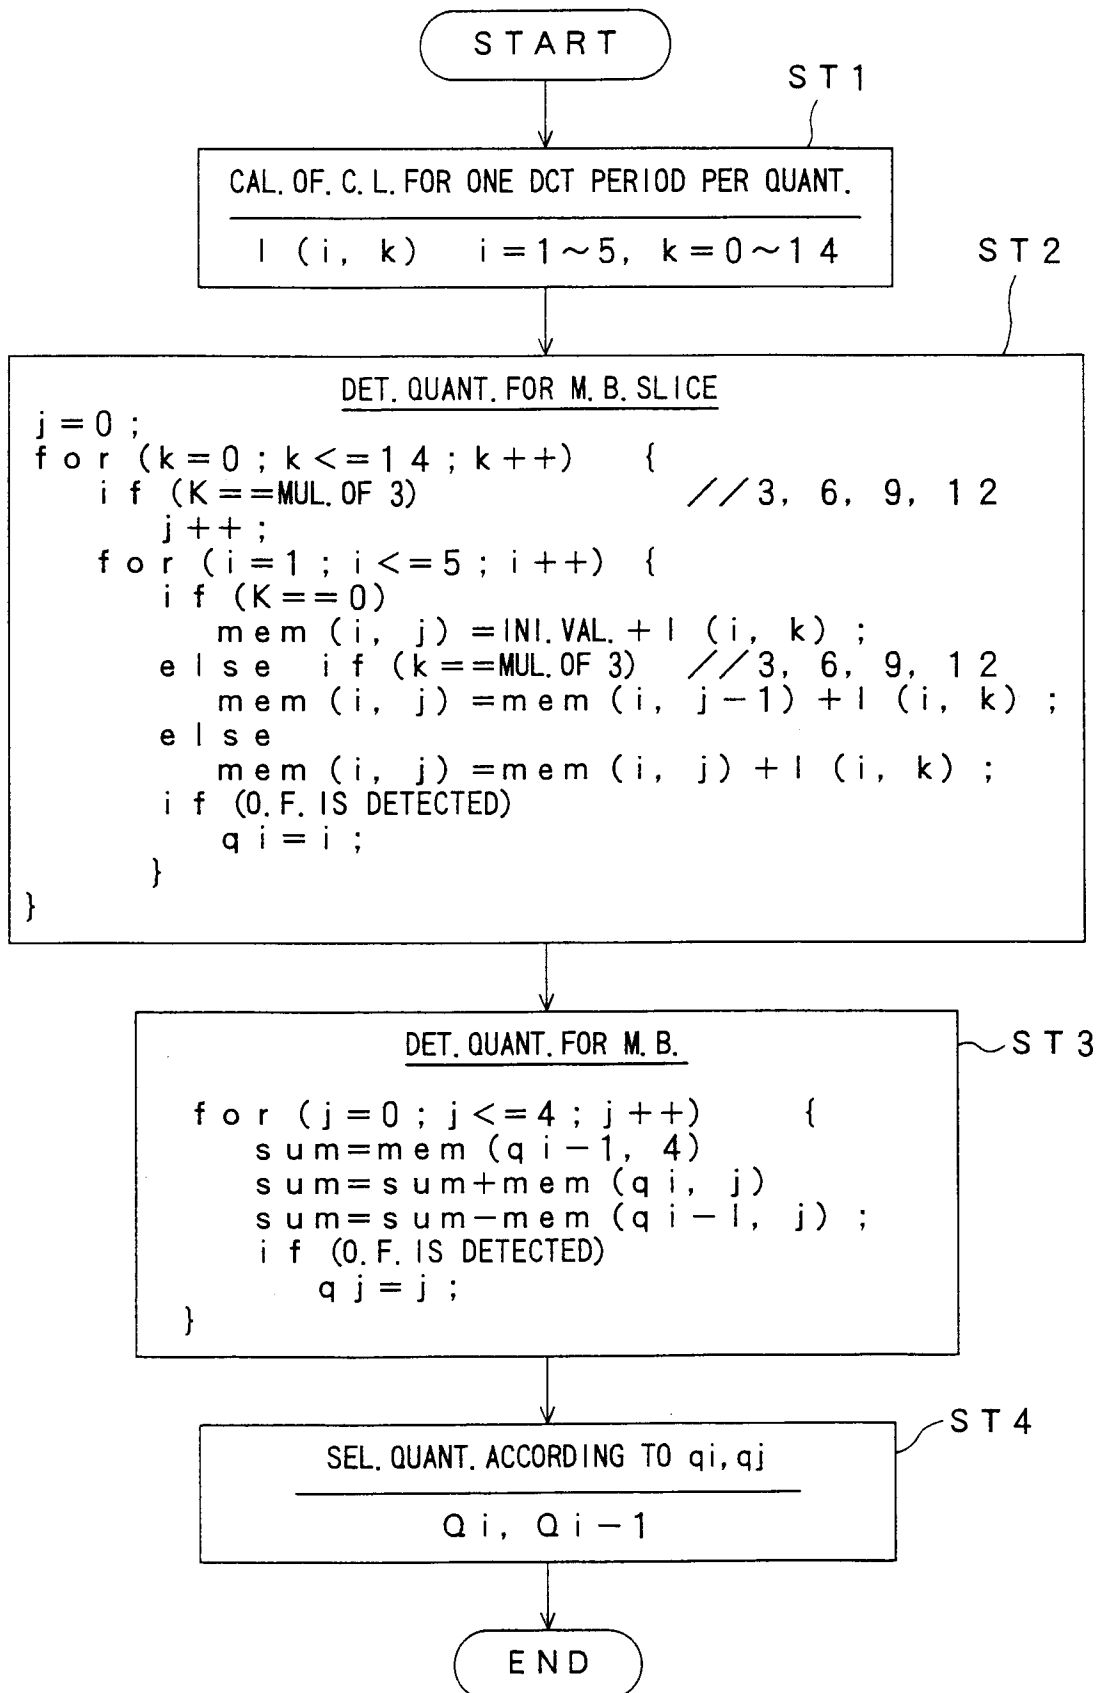 START
ST1
CAL. OF. C. L. FOR ONE DCT PERIOD PER QUANT.
l (i, k) i=1~5, k=0~14
ST2
DET. QUANT. FOR M. B. SLICE
j=0 ;
for (k=0 ; k<=14 ; k++) {
if (K==MUL. OF 3) //3, 6, 9, 12
j++ ;
for (i=1 ; i<=5 ; i++) {
if (K==0)
mem (i, j) =INI. VAL. + l (i, k) ;
else if (k==MUL. OF 3) //3, 6, 9, 12
mem (i, j) =mem (i, j-1) + l (i, k) ;
else
mem (i, j) =mem (i, j) + l (i, k) ;
if (O. F. IS DETECTED)
qi=i ;
}
}
ST3
DET. QUANT. FOR M. B.
for (j=0 ; j<=4 ; j++) {
sum=mem (qi-1, 4)
sum=sum+mem (qi, j)
sum=sum-mem (qi-l, j) ;
if (O. F. IS DETECTED)
qj=j ;
}
ST4
SEL. QUANT. ACCORDING TO qi, qj
Qi, Qi-1
END